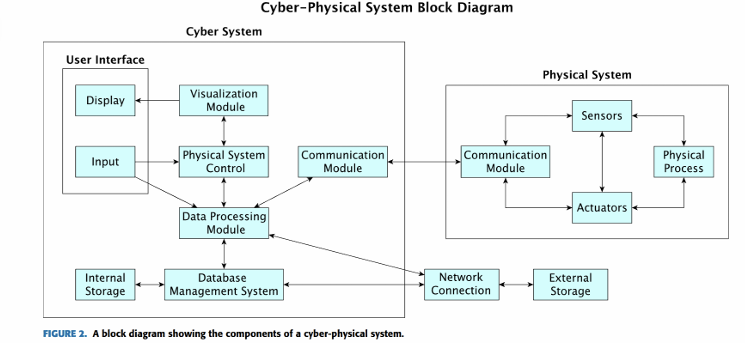 Cyber-Physical System Block Diagram
Cyber System
User Interface
Physical System
Display
Visualization
Module
Sensors
Input
Physical System
Control
Communication
Module
Communication
Module
Physical
Process
Data Processing
Module
Actuators
Internal
Storage
Database
Management System
Network
Connection
External
Storage
FIGURE 2. A block diagram showing the components of a cyber-physical system.